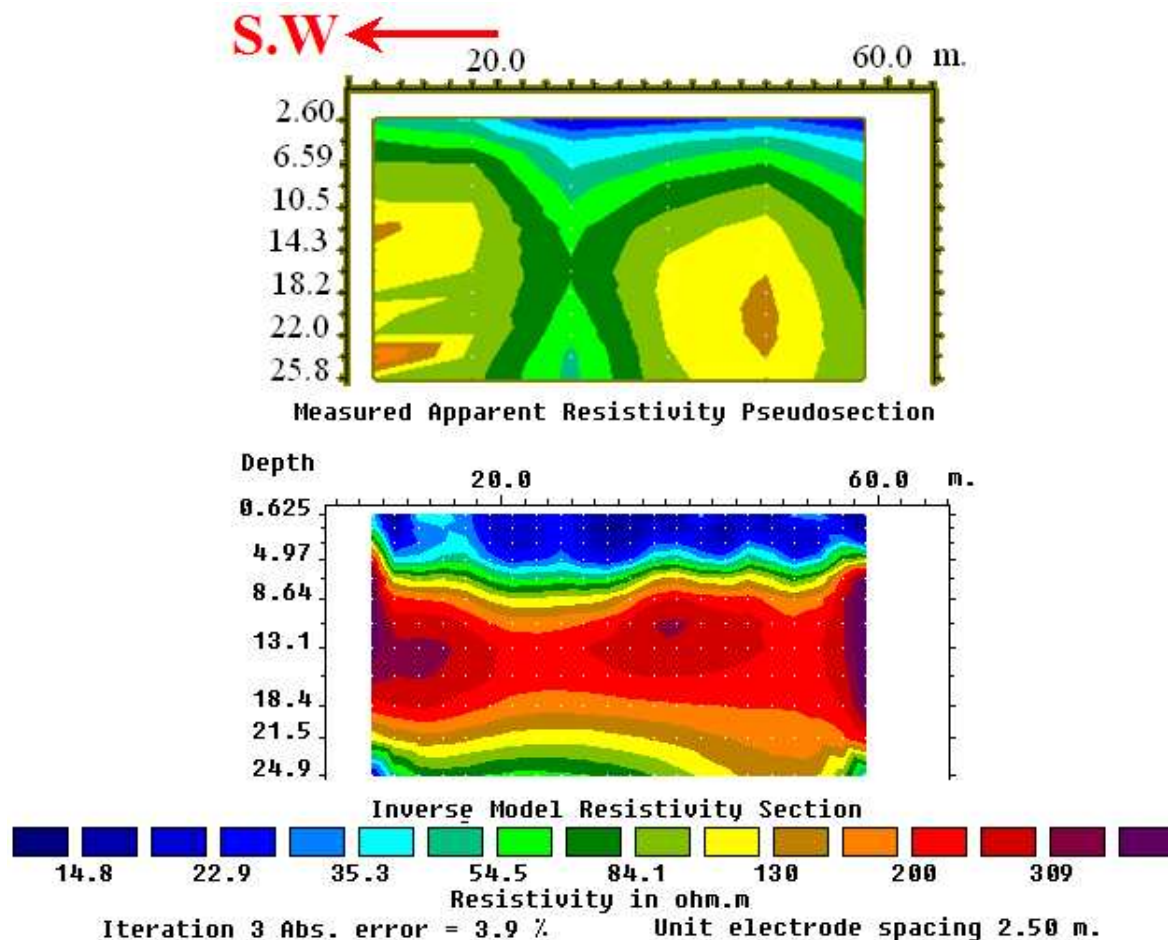 S.W
20.0 60.0 m.
2.60
6.59
10.5
14.3
18.2
22.0
25.8
Measured Apparent Resistivity Pseudosection
Depth 20.0 60.0 m.
0.625
4.97
8.64
13.1
18.4
21.5
24.9
Inverse Model Resistivity Section
14.8 22.9 35.3 54.5 84.1 130 200 309
Resistivity in ohm.m
Iteration 3 Abs. error = 3.9 % Unit electrode spacing 2.50 m.